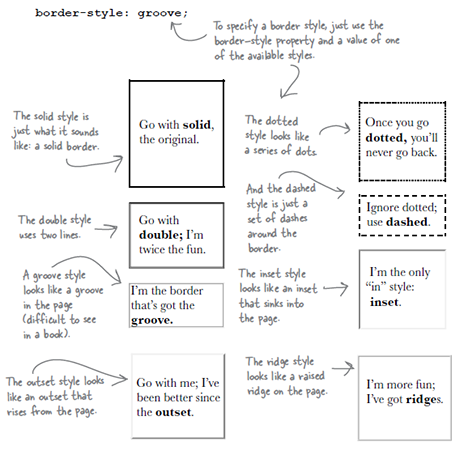 border-style: groove;
To specify a border style, just use the
border-style property and a value of one
of the available styles.
The solid style is
just what it sounds
like: a solid border.
Go with solid,
the original.
The dotted
style looks like
a series of dots.
Once you go
dotted, you’ll
never go back.
The double style
uses two lines.
Go with
double; I’m
twice the fun.
And the dashed
style is just a
set of dashes
around the
border.
Ignore dotted;
use dashed.
A groove style
looks like a groove
in the page
(difficult to see
in a book).
I’m the border
that’s got the
groove.
The inset style
looks like an inset
that sinks into
the page.
I’m the only
“in” style:
inset.
The outset style looks
like an outset that
rises from the page.
Go with me; I’ve
been better since
the outset.
The ridge style
looks like a raised
ridge on the page.
I’m more fun;
I’ve got ridges.